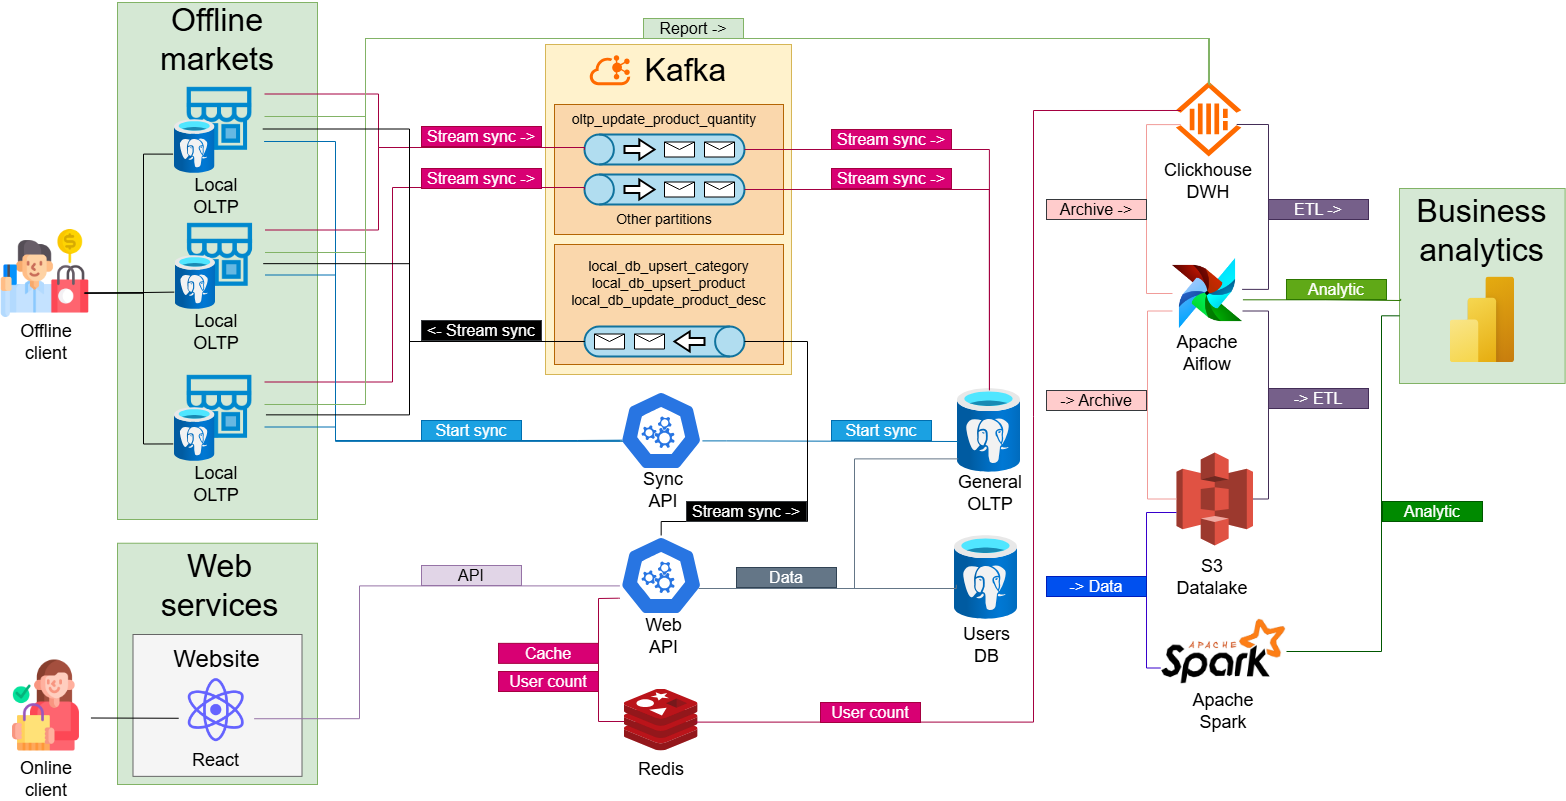 Offline
markets
Local
OLTP
Local
OLTP
Local
OLTP
Offline
client
Report ->
Kafka
oltp_update_product_quantity
Other partitions
local_db_upsert_category
local_db_upsert_product
local_db_update_product_desc
Stream sync ->
Stream sync ->
Stream sync ->
Stream sync ->
<- Stream sync
Start sync
Start sync
Sync
API
Stream sync ->
General
OLTP
Web
services
Website
React
Online
client
API
Web
API
Data
Users
DB
Cache
User count
Redis
User count
Clickhouse
DWH
Archive ->
ETL ->
Apache
Aiflow
Analytic
Business
analytics
-> Archive
-> ETL
S3
Datalake
Analytic
-> Data
APACHE
Spark
Apache
Spark